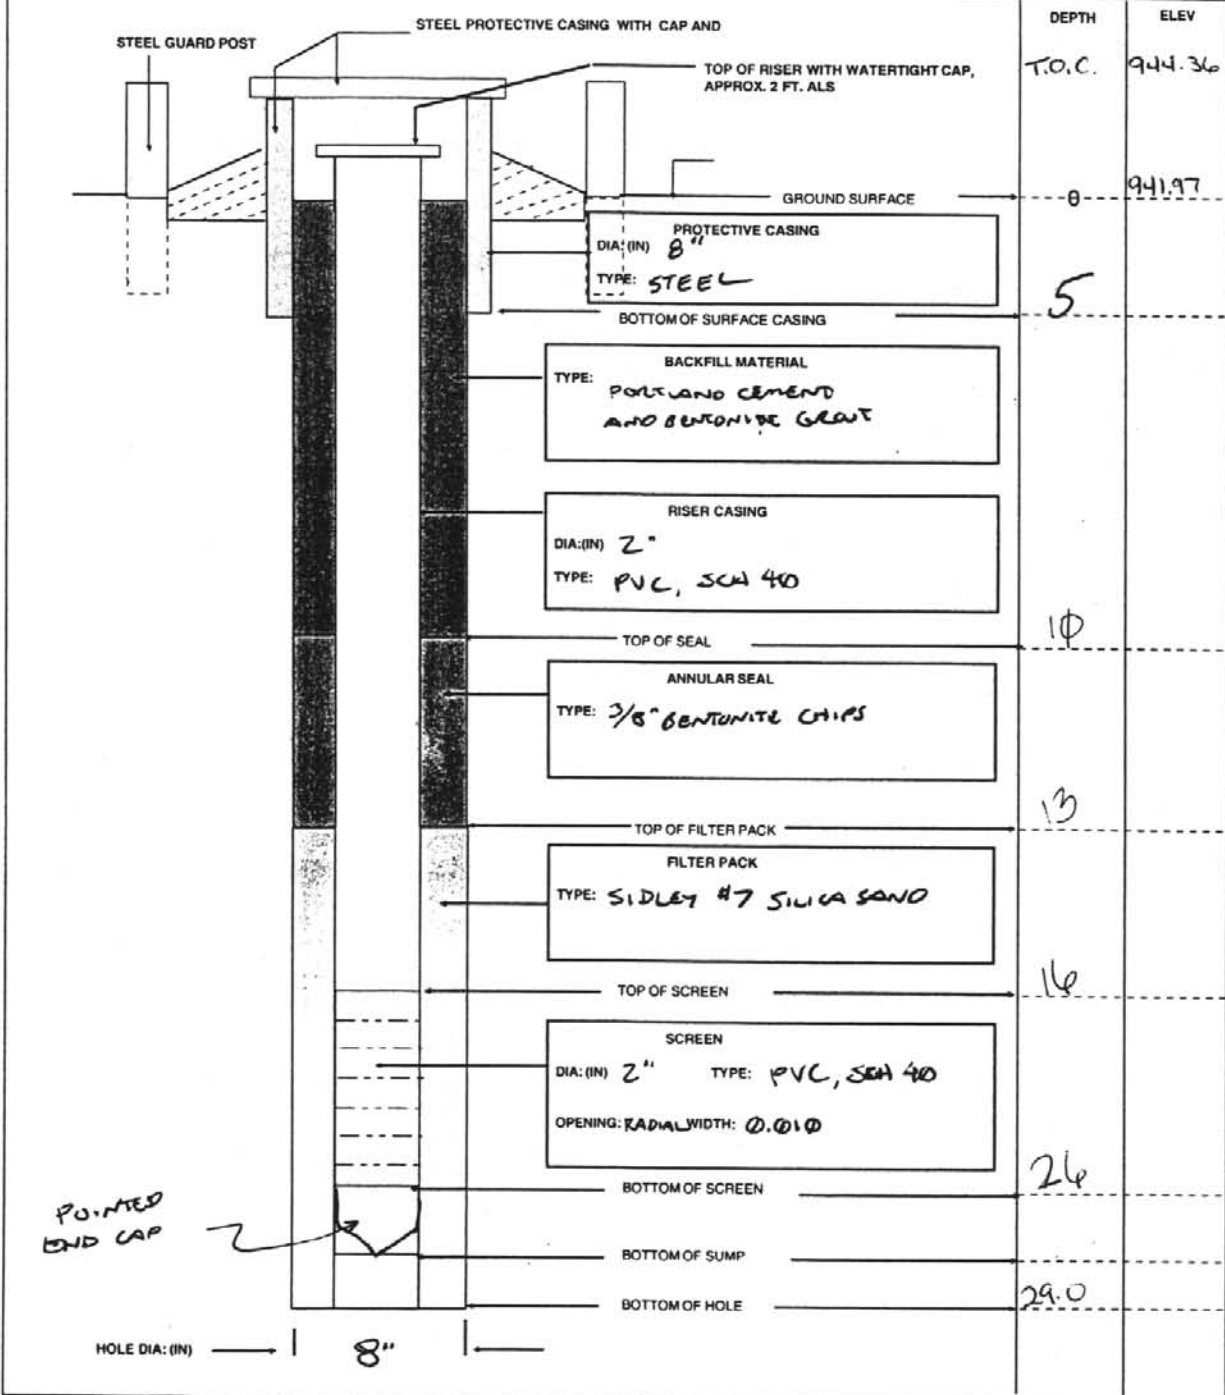 DEPTH ELEV
STEEL PROTECTIVE CASING WITH CAP AND
STEEL GUARD POST
T.O.C. 944.36
TOP OF RISER WITH WATERTIGHT CAP,
APPROX. 2 FT. ALS
GROUND SURFACE 0 941.97
PROTECTIVE CASING
DIA: (IN) 8"
TYPE: STEEL
BOTTOM OF SURFACE CASING 5
BACKFILL MATERIAL
TYPE: PORTLAND CEMENT
AND BENTONITE GROUT
RISER CASING
DIA:(IN) 2"
TYPE: PVC, SCH 40
TOP OF SEAL 10
ANNULAR SEAL
TYPE: 3/8" BENTONITE CHIPS
TOP OF FILTER PACK 13
FILTER PACK
TYPE: SIDLEY #7 SILICA SAND
TOP OF SCREEN 16
SCREEN
DIA: (IN) 2" TYPE: PVC, SCH 40
OPENING: RADIAL WIDTH: 0.010
BOTTOM OF SCREEN 26
POINTED
END CAP
BOTTOM OF SUMP
BOTTOM OF HOLE 29.0
HOLE DIA: (IN) 8"